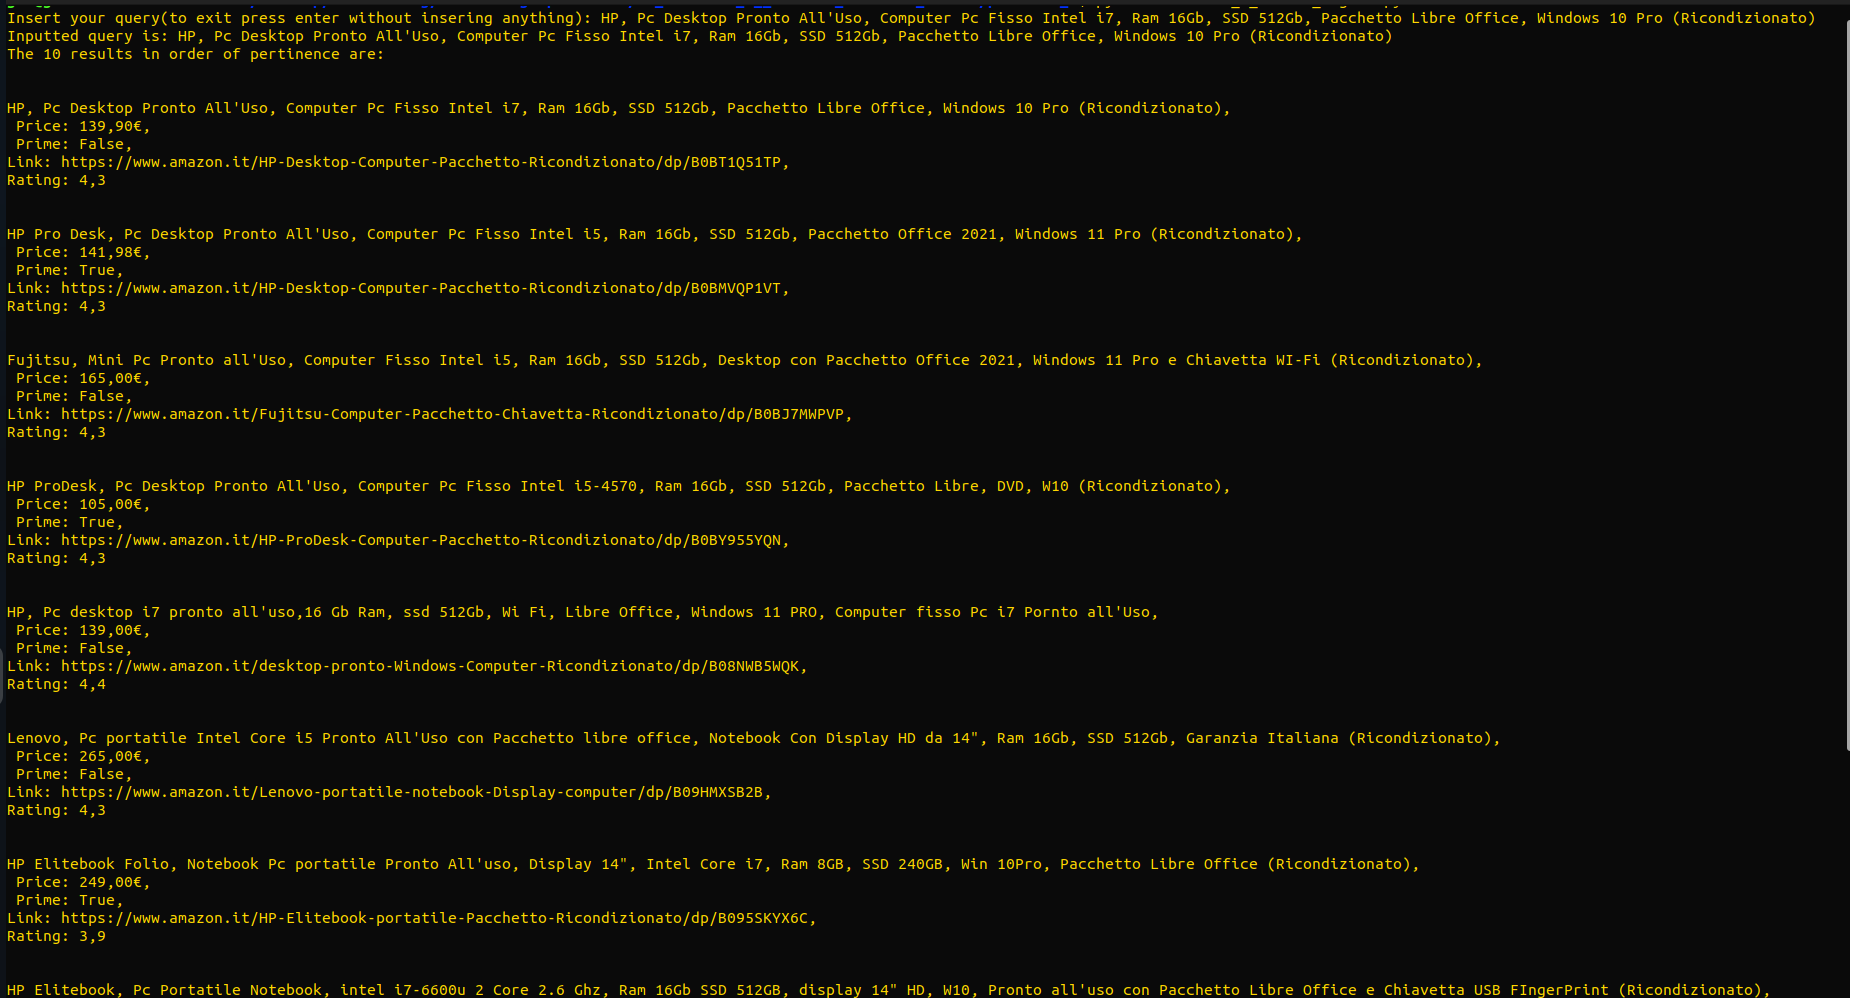 Insert your query(to exit press enter without insering anything): HP, Pc Desktop Pronto All'Uso, Computer Pc Fisso Intel i7, Ram 16Gb, SSD 512Gb, Pacchetto Libre Office, Windows 10 Pro (Ricondizionato)
Inputted query is: HP, Pc Desktop Pronto All'Uso, Computer Pc Fisso Intel i7, Ram 16Gb, SSD 512Gb, Pacchetto Libre Office, Windows 10 Pro (Ricondizionato)
The 10 results in order of pertinence are:
HP, Pc Desktop Pronto All'Uso, Computer Pc Fisso Intel i7, Ram 16Gb, SSD 512Gb, Pacchetto Libre Office, Windows 10 Pro (Ricondizionato),
Price: 139,90€,
Prime: False,
Link: https://www.amazon.it/HP-Desktop-Computer-Pacchetto-Ricondizionato/dp/B0BT1Q51TP,
Rating: 4,3
HP Pro Desk, Pc Desktop Pronto All'Uso, Computer Pc Fisso Intel i5, Ram 16Gb, SSD 512Gb, Pacchetto Office 2021, Windows 11 Pro (Ricondizionato),
Price: 141,98€,
Prime: True,
Link: https://www.amazon.it/HP-Desktop-Computer-Pacchetto-Ricondizionato/dp/B0BMVQP1VT,
Rating: 4,3
Fujitsu, Mini Pc Pronto all'Uso, Computer Fisso Intel i5, Ram 16Gb, SSD 512Gb, Desktop con Pacchetto Office 2021, Windows 11 Pro e Chiavetta WI-Fi (Ricondizionato),
Price: 165,00€,
Prime: False,
Link: https://www.amazon.it/Fujitsu-Computer-Pacchetto-Chiavetta-Ricondizionato/dp/B0BJ7MWPVP,
Rating: 4,3
HP ProDesk, Pc Desktop Pronto All'Uso, Computer Pc Fisso Intel i5-4570, Ram 16Gb, SSD 512Gb, Pacchetto Libre, DVD, W10 (Ricondizionato),
Price: 105,00€,
Prime: True,
Link: https://www.amazon.it/HP-ProDesk-Computer-Pacchetto-Ricondizionato/dp/B0BY955YQN,
Rating: 4,3
HP, Pc desktop i7 pronto all'uso,16 Gb Ram, ssd 512Gb, Wi Fi, Libre Office, Windows 11 PRO, Computer fisso Pc i7 Pornto all'Uso,
Price: 139,00€,
Prime: False,
Link: https://www.amazon.it/desktop-pronto-Windows-Computer-Ricondizionato/dp/B08NWB5WQK,
Rating: 4,4
Lenovo, Pc portatile Intel Core i5 Pronto All'Uso con Pacchetto libre office, Notebook Con Display HD da 14", Ram 16Gb, SSD 512Gb, Garanzia Italiana (Ricondizionato),
Price: 265,00€,
Prime: False,
Link: https://www.amazon.it/Lenovo-portatile-notebook-Display-computer/dp/B09HMXSB2B,
Rating: 4,3
HP Elitebook Folio, Notebook Pc portatile Pronto All'uso, Display 14", Intel Core i7, Ram 8GB, SSD 240GB, Win 10Pro, Pacchetto Libre Office (Ricondizionato),
Price: 249,00€,
Prime: True,
Link: https://www.amazon.it/HP-Elitebook-portatile-Pacchetto-Ricondizionato/dp/B095SKYX6C,
Rating: 3,9
HP Elitebook, Pc Portatile Notebook, intel i7-6600u 2 Core 2.6 Ghz, Ram 16Gb SSD 512GB, display 14" HD, W10, Pronto all'uso con Pacchetto Libre Office e Chiavetta USB FIngerPrint (Ricondizionato),